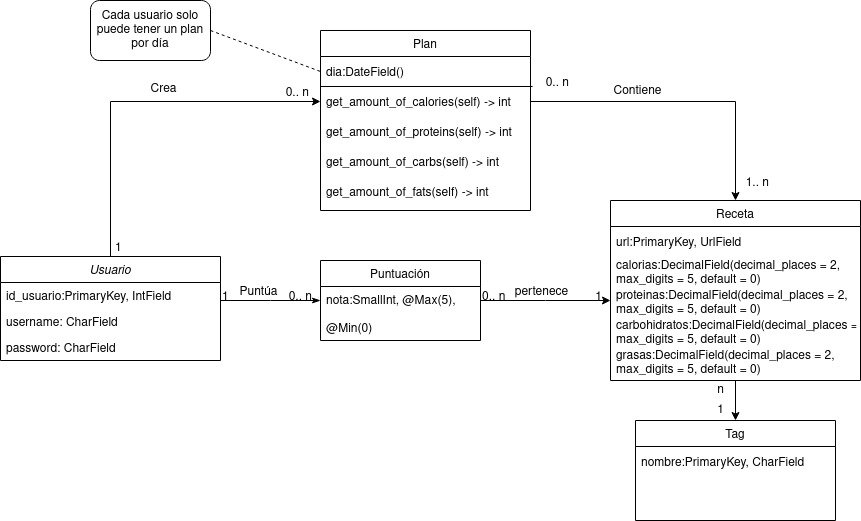 Cada usuario solo
puede tener un plan
por día
Plan
dia:DateField()
get_amount_of_calories(self) -> int
get_amount_of_proteins(self) -> int
get_amount_of_carbs(self) -> int
get_amount_of_fats(self) -> int
Crea
0.. n
1
0.. n
Contiene
1.. n
Usuario
id_usuario:PrimaryKey, IntField
username: CharField
password: CharField
1
Puntúa
0.. n
Puntuación
nota:SmallInt, @Max(5),
@Min(0)
0.. n
pertenece
1
Receta
url:PrimaryKey, UrlField
calorias:DecimalField(decimal_places = 2,
max_digits = 5, default = 0)
proteinas:DecimalField(decimal_places = 2,
max_digits = 5, default = 0)
carbohidratos:DecimalField(decimal_places =
max_digits = 5, default = 0)
grasas:DecimalField(decimal_places = 2,
max_digits = 5, default = 0)
n
1
Tag
nombre:PrimaryKey, CharField